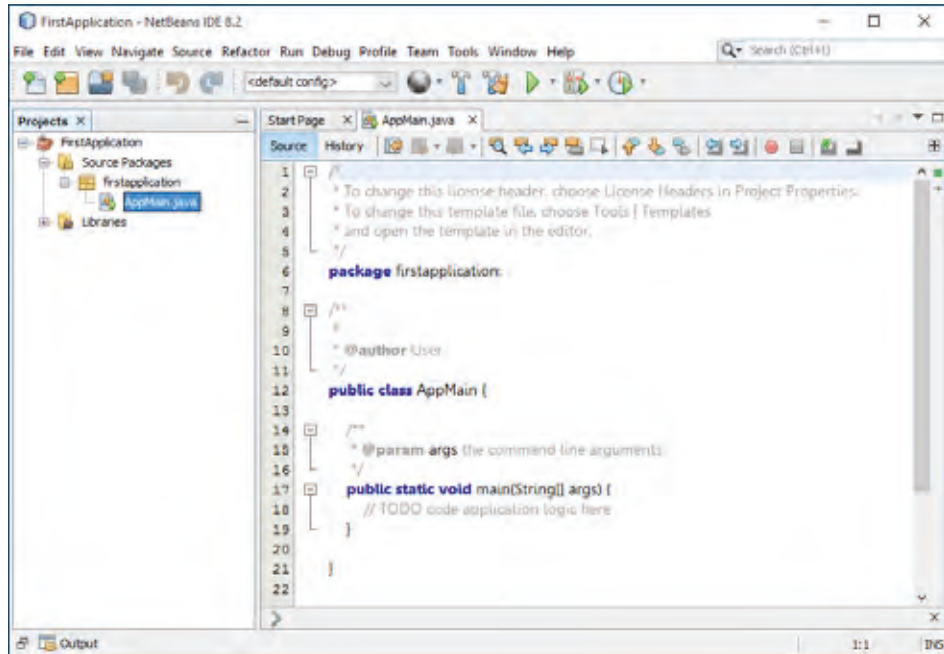 FirstApplication - NetBeans IDE 8.2
File Edit View Navigate Source Refactor Run Debug Profile Team Tools Window Help
Search (Ctrl+I)
<default config>
Projects
Start Page
AppMain.java
FirstApplication
Source Packages
firstapplication
AppMain.java
Libraries
Source History
1 /*
2 * To change this license header, choose License Headers in Project Properties.
3 * To change this template file, choose Tools | Templates
4 * and open the template in the editor.
5 */
6 package firstapplication;
7
8 /**
9 *
10 * @author User
11 */
12 public class AppMain {
13
14 /**
15 * @param args the command line arguments
16 */
17 public static void main(String[] args) {
18 // TODO code application logic here
19 }
20
21 }
22
Output
1:1
INS